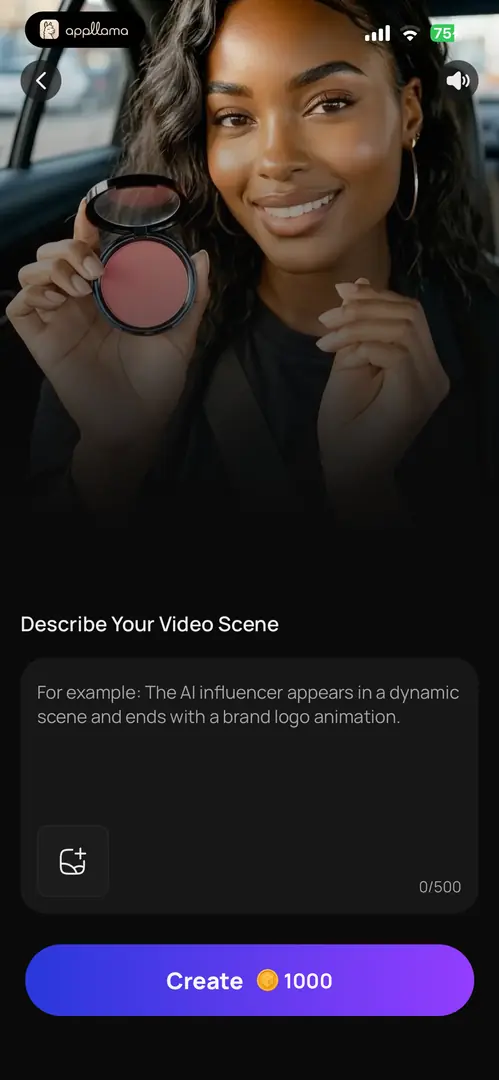 appllama
75
Describe Your Video Scene
For example: The AI influencer appears in a dynamic
scene and ends with a brand logo animation.
0/500
Create 1000